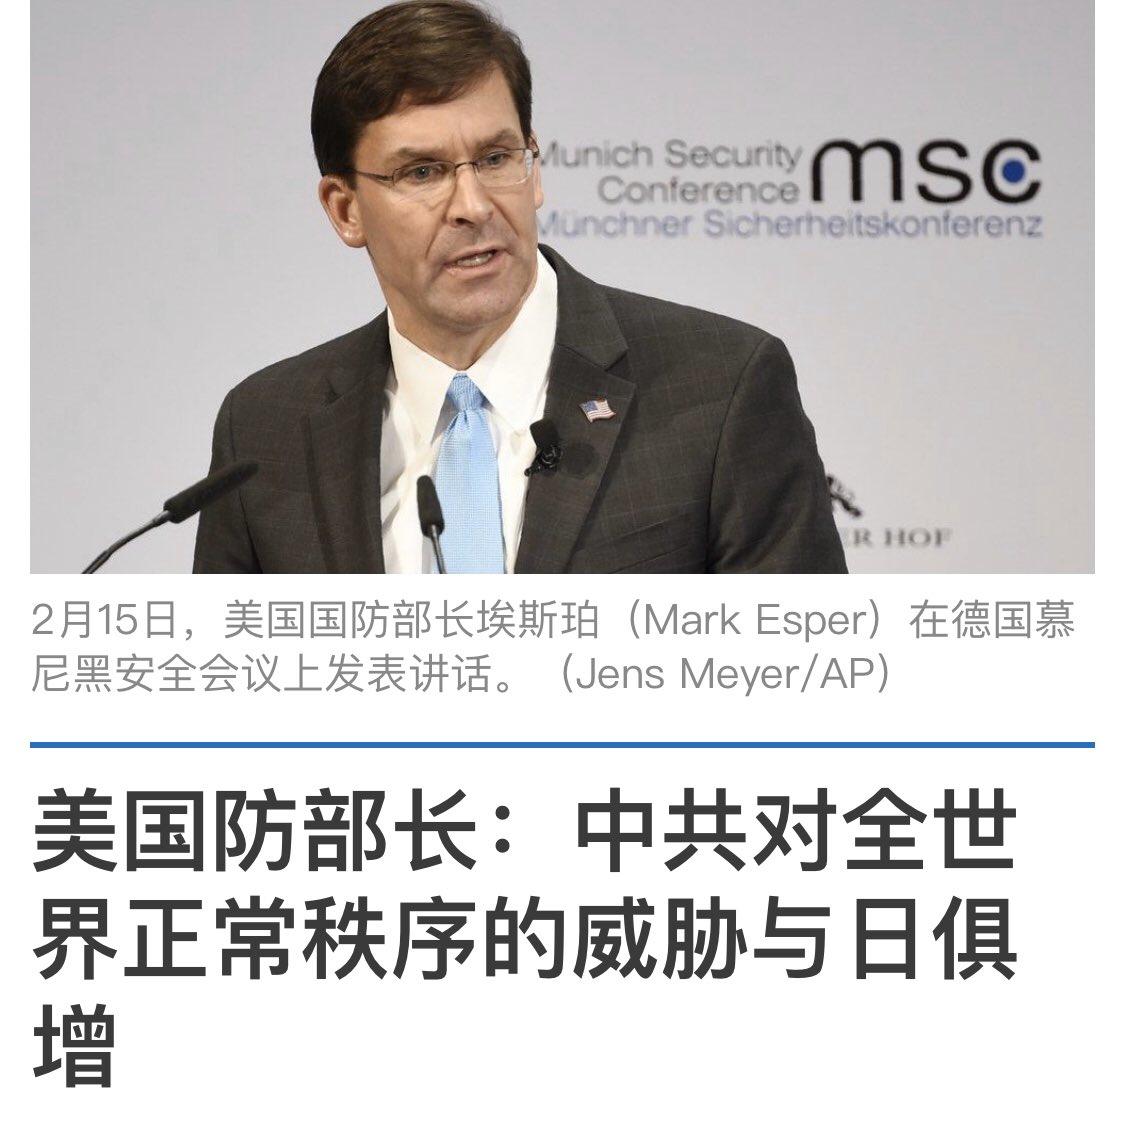 Munich Security
Conference
msc
Münchner Sicherheitskonferenz
ER HOF
2月15日，美国国防部长埃斯珀（Mark Esper）在德国慕
尼黑安全会议上发表讲话。（Jens Meyer/AP）
美国防部长：中共对全世
界正常秩序的威胁与日俱
增